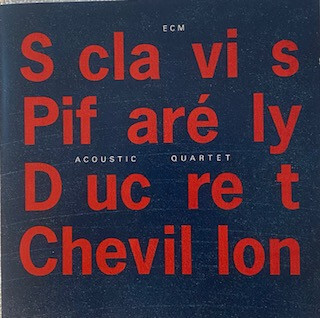 ECM
S cla vi s
Pif aré ly
ACOUSTIC QUARTET
D uc re t
Chevil lon